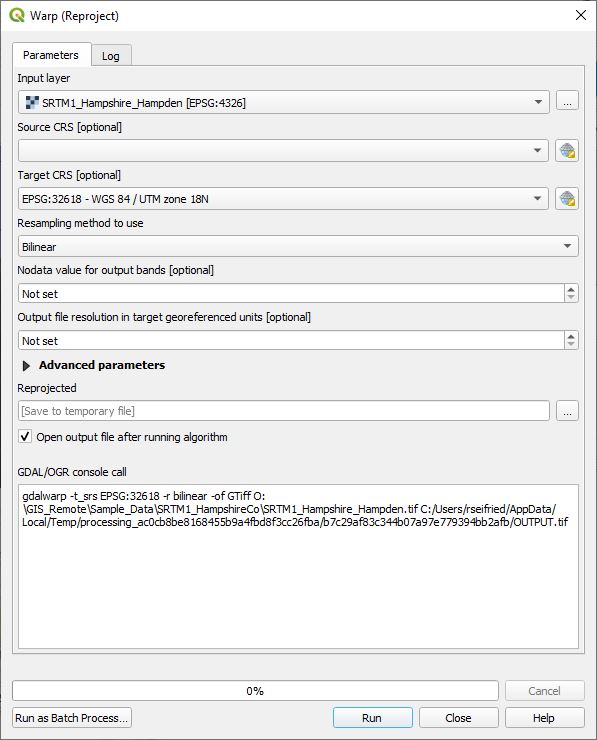 Warp (Reproject)
Parameters
Log
Input layer
SRTM1_Hampshire_Hampden [EPSG:4326]
...
Source CRS [optional]
Target CRS [optional]
EPSG:32618 - WGS 84 / UTM zone 18N
Resampling method to use
Bilinear
Nodata value for output bands [optional]
Not set
Output file resolution in target georeferenced units [optional]
Not set
Advanced parameters
Reprojected
[Save to temporary file]
...
Open output file after running algorithm
GDAL/OGR console call
gdalwarp -t_srs EPSG:32618 -r bilinear -of GTiff O:
\GIS_Remote\Sample_Data\SRTM1_HampshireCo\SRTM1_Hampshire_Hampden.tif C:/Users/rseifried/AppData/
Local/Temp/processing_ac0cb8be8168455b9a4fbd8f3cc26fba/b7c29af83c344b07a97e779394bb2afb/OUTPUT.tif
0%
Cancel
Run as Batch Process...
Run
Close
Help